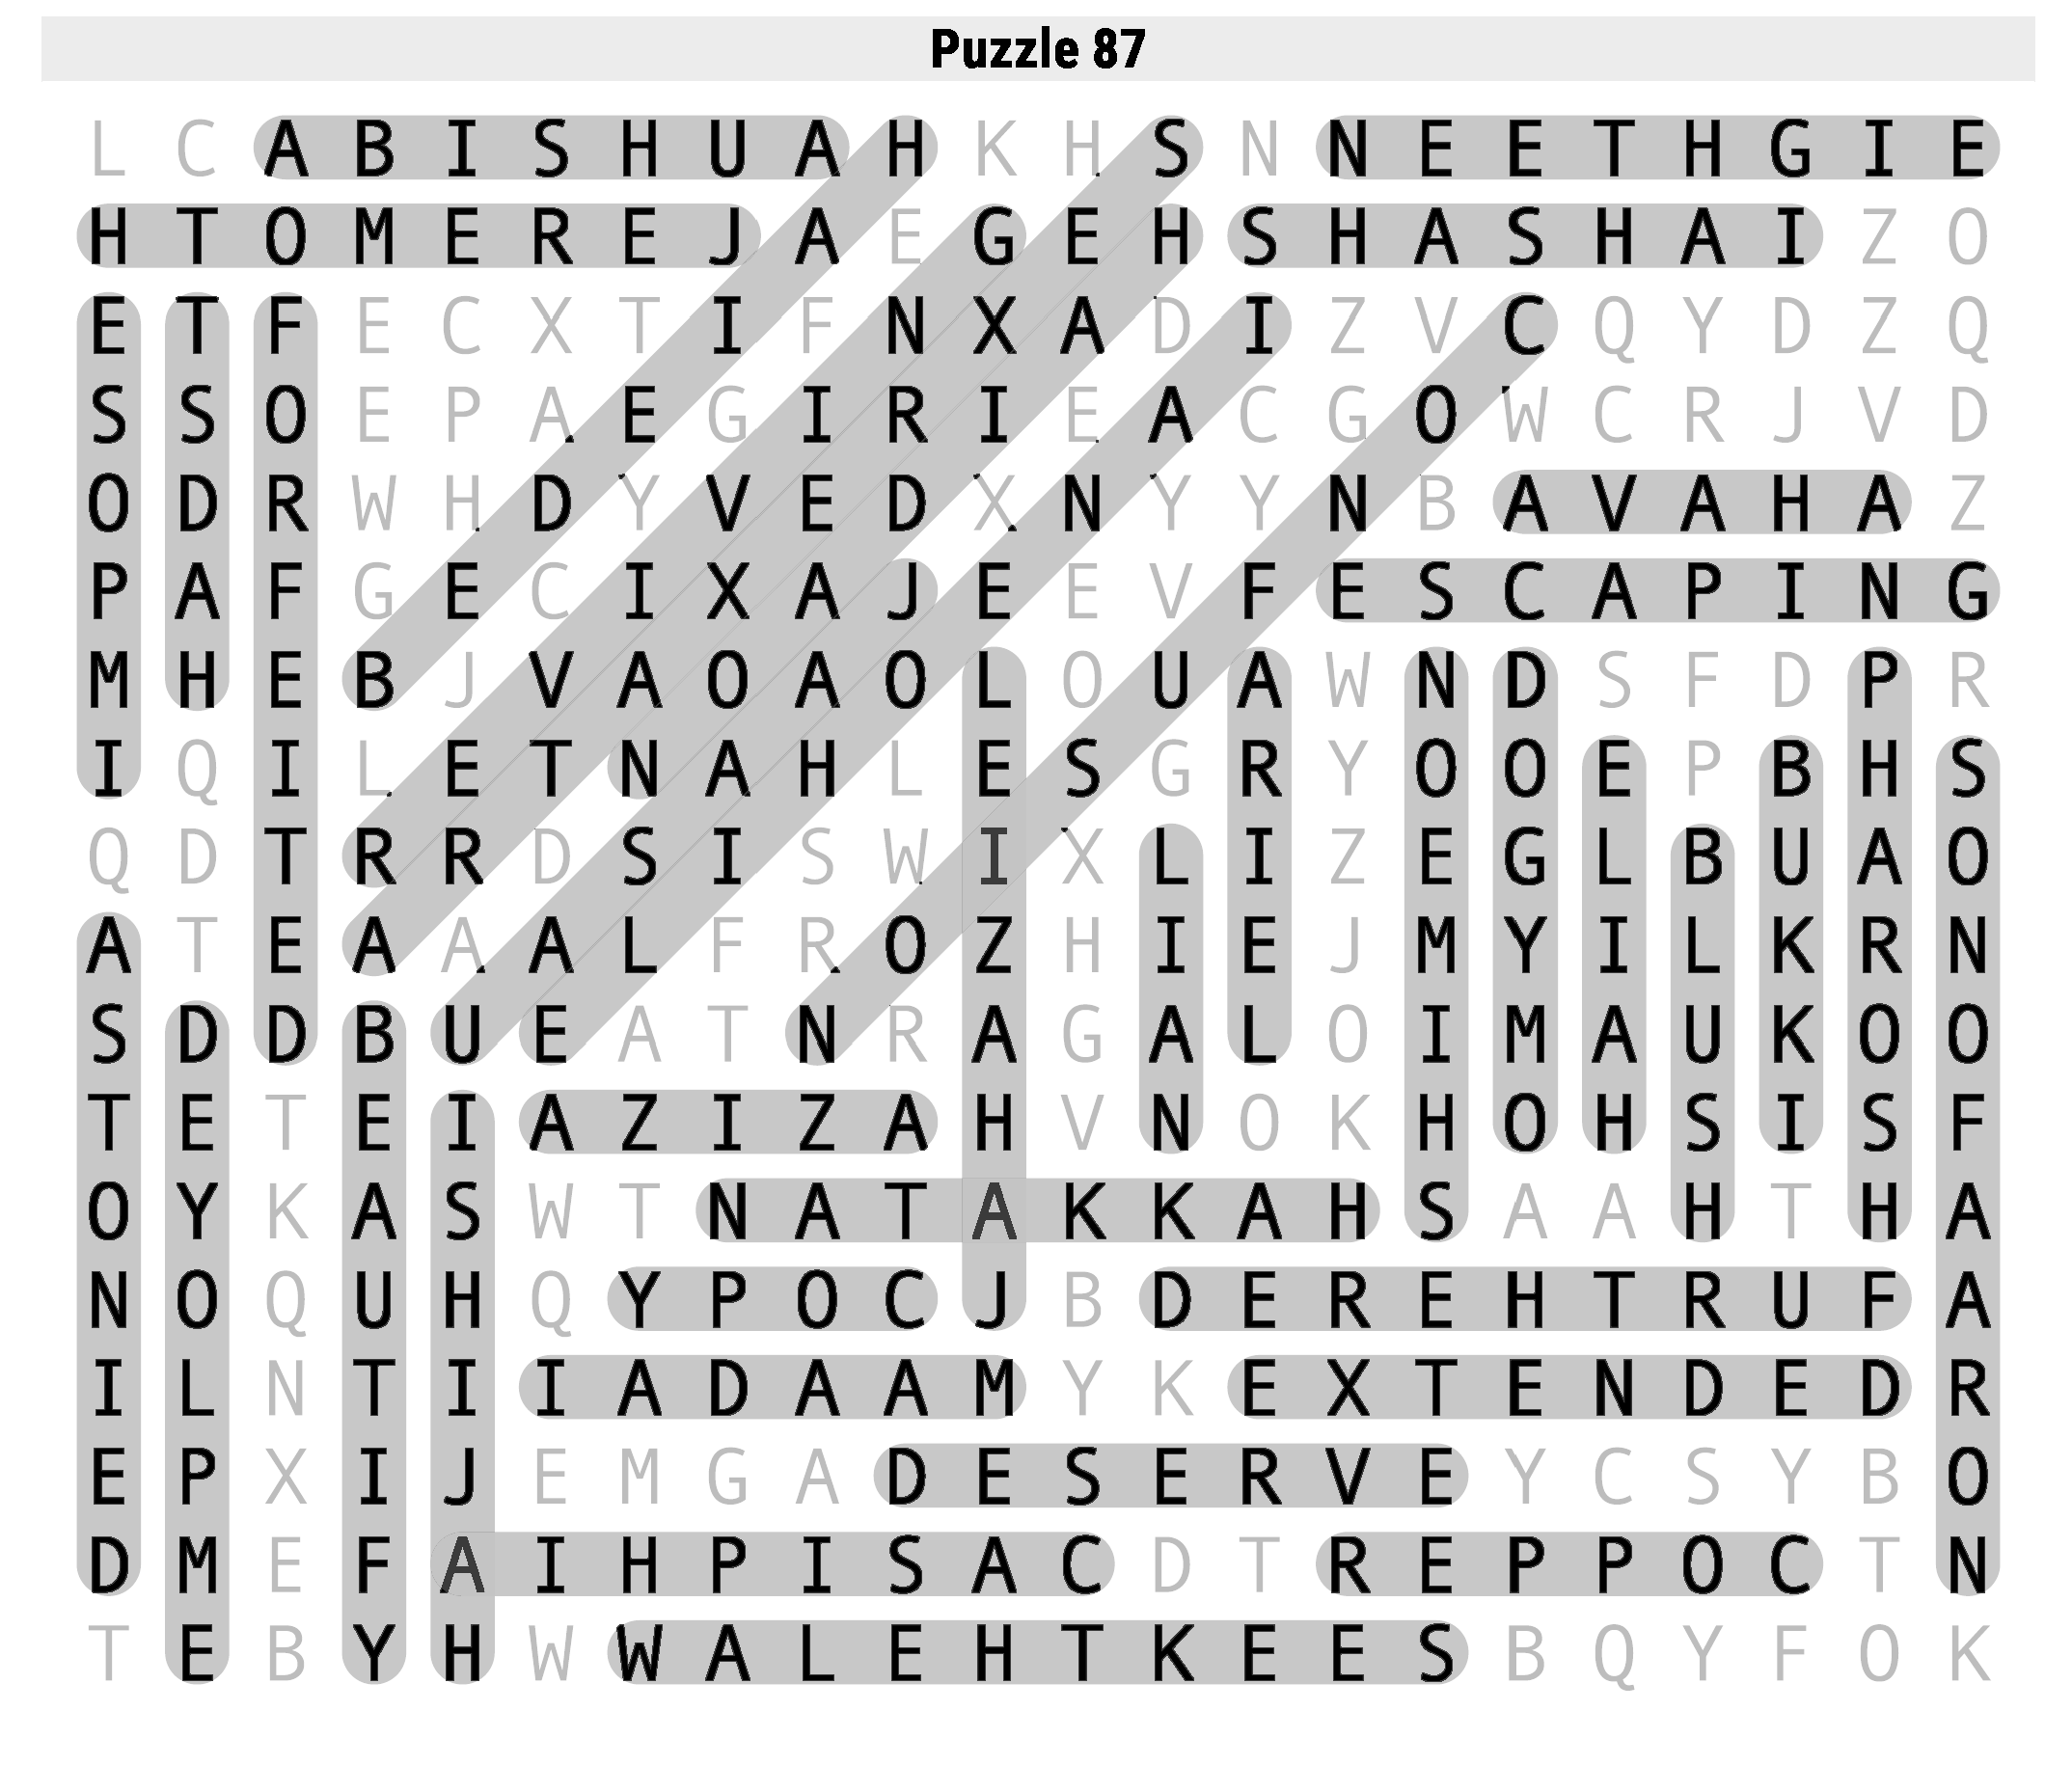 Puzzle 87
L C A B I S H U A H K H S N N E E T H G I E
H T O M E R E J A E G E H S H A S H A I Z O
E T F E C X T I F N X A D I Z V C Q Y D Z Q
S S O E P A E G I R I E A C G O W C R J V D
O D R W H D Y V E D X N Y Y N B A V A H A Z
P A F G E C I X A J E E V F E S C A P I N G
M H E B J V A O A O L O U A W N D S F D P R
I Q I L E T N A H L E S G R Y O O E P B H S
Q D T R R D S I S W I X L I Z E G L B U A O
A T E A A A L F R O Z H I E J M Y I L K R N
S D D B U E A T N R A G A L O I M A U K O O
T E T E I A Z I Z A H V N O K H O H S I S F
O Y K A S W T N A T A K K A H S A A H T H A
N O Q U H Q Y P O C J B D E R E H T R U F A
I L N T I I A D A A M Y K E X T E N D E D R
E P X I J E M G A D E S E R V E Y C S Y B O
D M E F A I H P I S A C D T R E P P O C T N
T E B Y H W W A L E H T K E E S B Q Y F O K